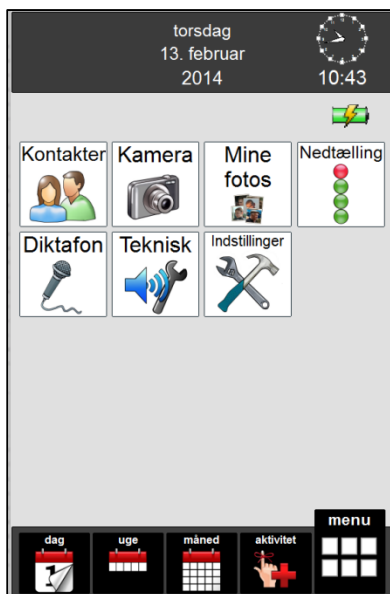 torsdag
13. februar
2014
10:43
Kontakter
Kamera
Mine
fotos
Nedtælling
Diktafon
Teknisk
Indstillinger
dag
uge
måned
aktivitet
menu
1